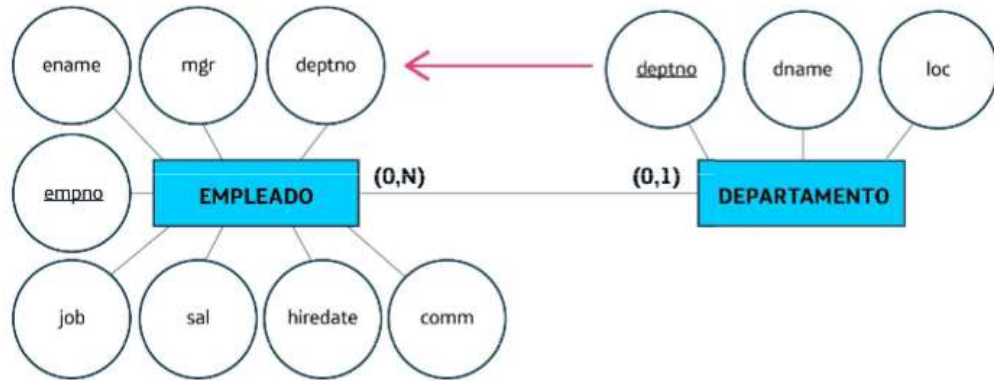 ename
mgr
deptno
deptno
dname
loc
empno
EMPLEADO
(0,N)
(0,1)
DEPARTAMENTO
job
sal
hiredate
comm